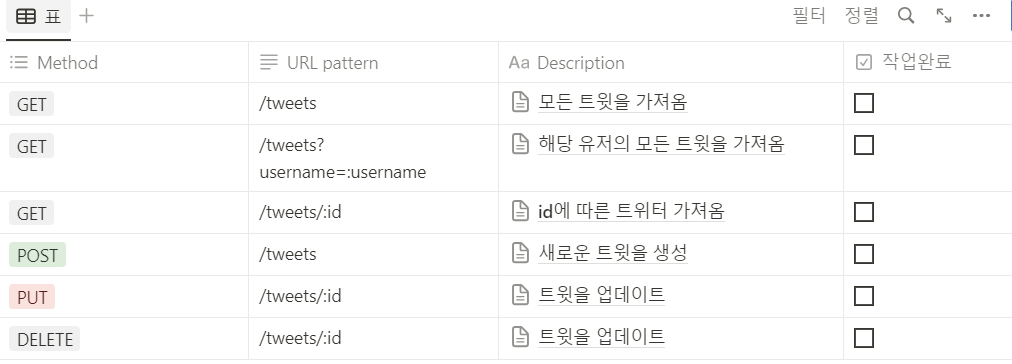 표
필터 정렬
Method URL pattern Aa Description 작업완료
GET /tweets 모든 트윗을 가져옴
GET /tweets? 해당 유저의 모든 트윗을 가져옴
username=:username
GET /tweets/:id id에 따른 트위터 가져옴
POST /tweets 새로운 트윗을 생성
PUT /tweets/:id 트윗을 업데이트
DELETE /tweets/:id 트윗을 업데이트